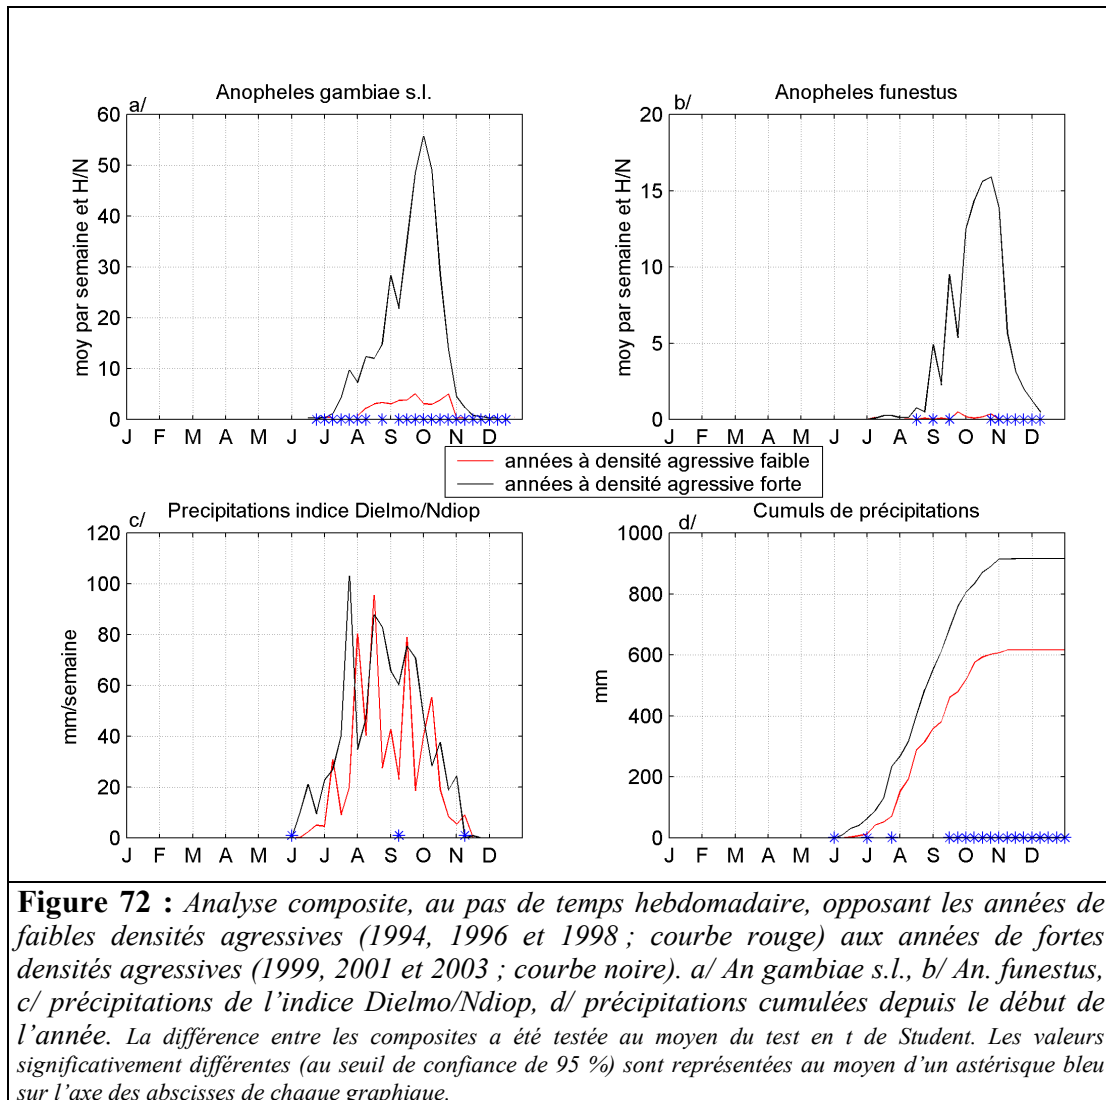 a/
Anopheles gambiae s.l.
60
50
40
30
20
10
0
moy par semaine et H/N
J F M A M J J A S O N D
b/
Anopheles funestus
20
15
10
5
0
moy par semaine et H/N
J F M A M J J A S O N D
années à densité agressive faible
années à densité agressive forte
c/
Precipitations indice Dielmo/Ndiop
120
100
80
60
40
20
0
mm/semaine
J F M A M J J A S O N D
d/
Cumuls de précipitations
1000
800
600
400
200
0
mm
J F M A M J J A S O N D
Figure 72 : Analyse composite, au pas de temps hebdomadaire, opposant les années de
faibles densités agressives (1994, 1996 et 1998 ; courbe rouge) aux années de fortes
densités agressives (1999, 2001 et 2003 ; courbe noire). a/ An gambiae s.l., b/ An. funestus,
c/ précipitations de l'indice Dielmo/Ndiop, d/ précipitations cumulées depuis le début de
l'année. La différence entre les composites a été testée au moyen du test en t de Student. Les valeurs
significativement différentes (au seuil de confiance de 95 %) sont représentées au moyen d'un astérisque bleu
sur l'axe des abscisses de chaque graphique.